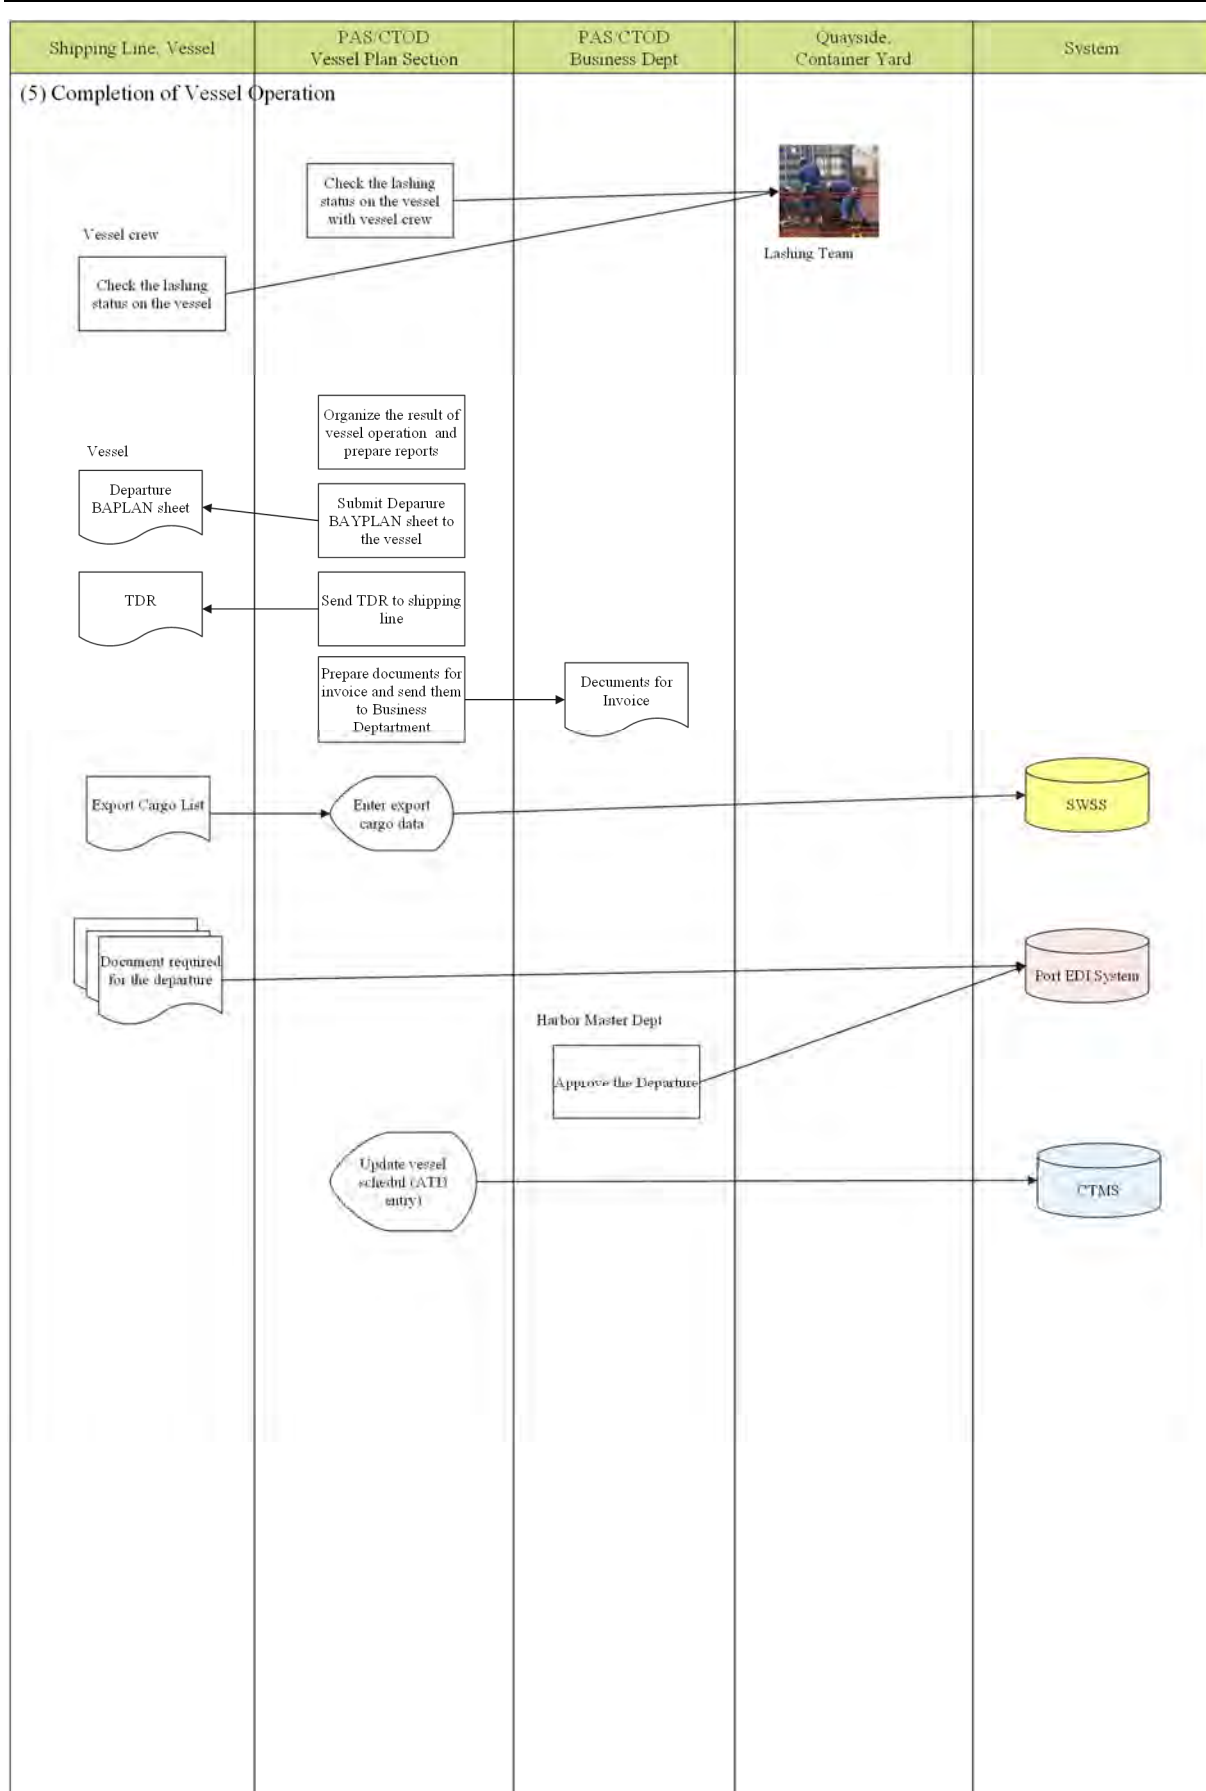 Shipping Line, Vessel
PAS/CTOD
Vessel Plan Section
PAS/CTOD
Business Dept
Quayside,
Container Yard
System
(5) Completion of Vessel Operation
Check the lashing
status on the vessel
with vessel crew
Lashing Team
Vessel crew
Check the lashing
status on the vessel
Organize the result of
vessel operation and
prepare reports
Vessel
Departure
BAPLAN sheet
Submit Deparure
BAYPLAN sheet to
the vessel
TDR
Send TDR to shipping
line
Prepare documents for
invoice and send them
to Business
Deptartment
Decuments for
Invoice
Export Cargo List
Enter export
cargo data
SWSS
Document required
for the departure
Port EDI System
Harbor Master Dept
Approve the Departure
Update vessel
schedul (ATD
entry)
CTMS